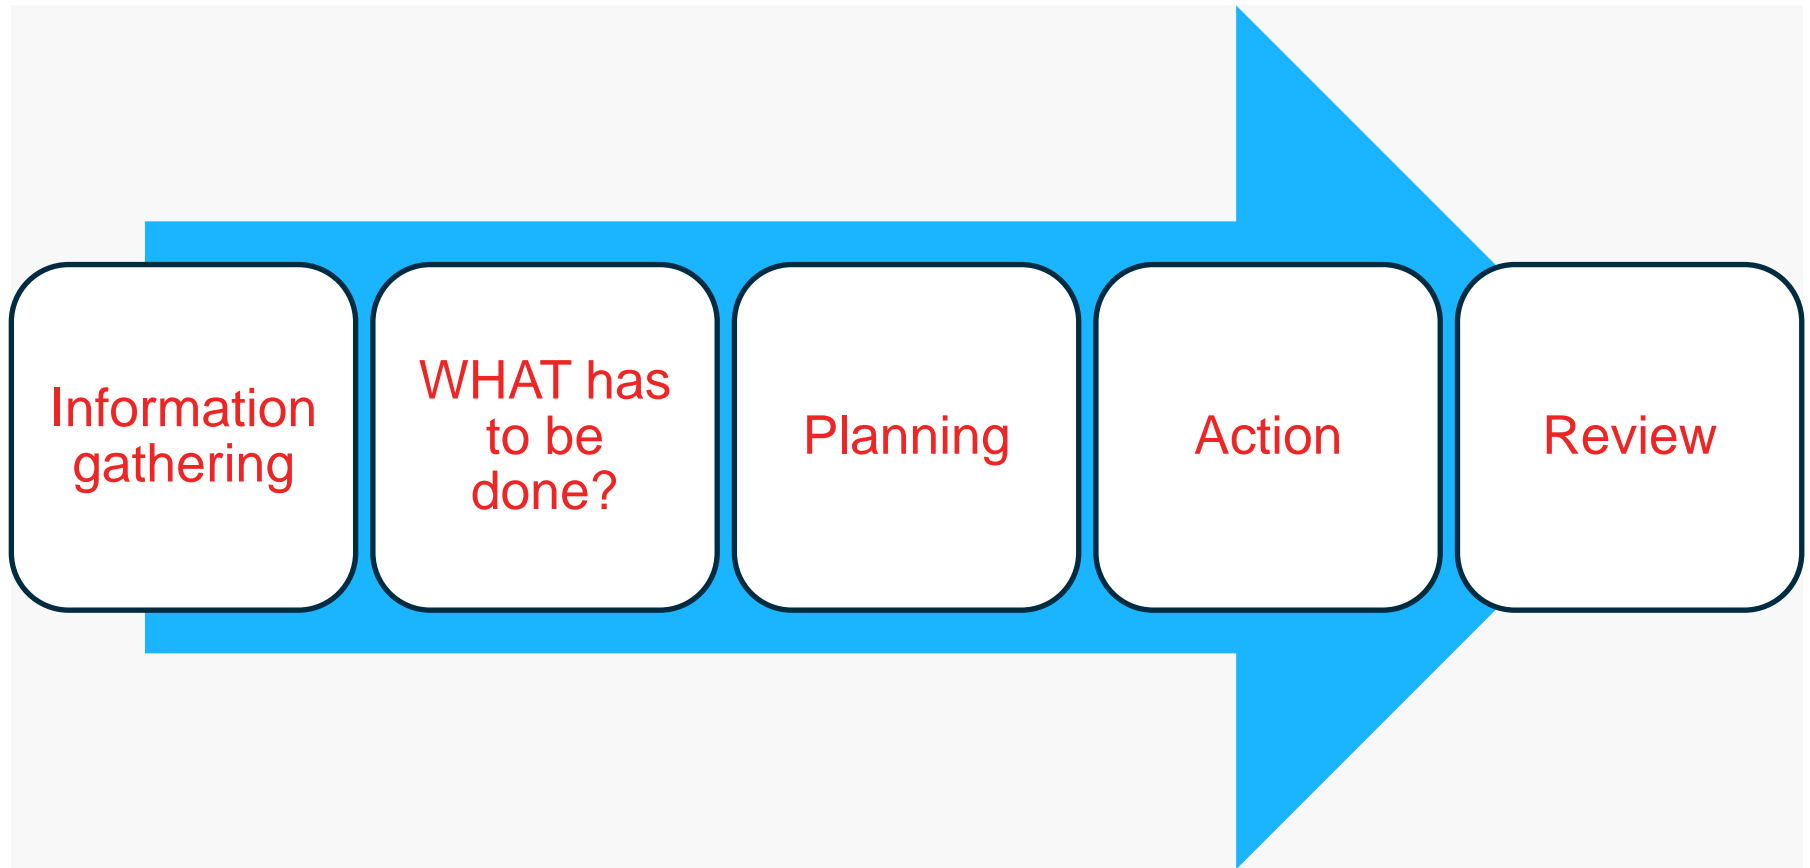 Information
gathering
WHAT has
to be
done?
Planning
Action
Review